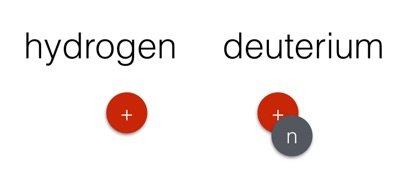 hydrogen deuterium
+ +
n